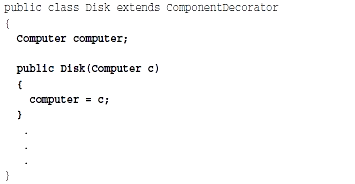 public class Disk extends ComponentDecorator
{
Computer computer;
public Disk(Computer c)
{
computer = c;
}
.
.
.
}